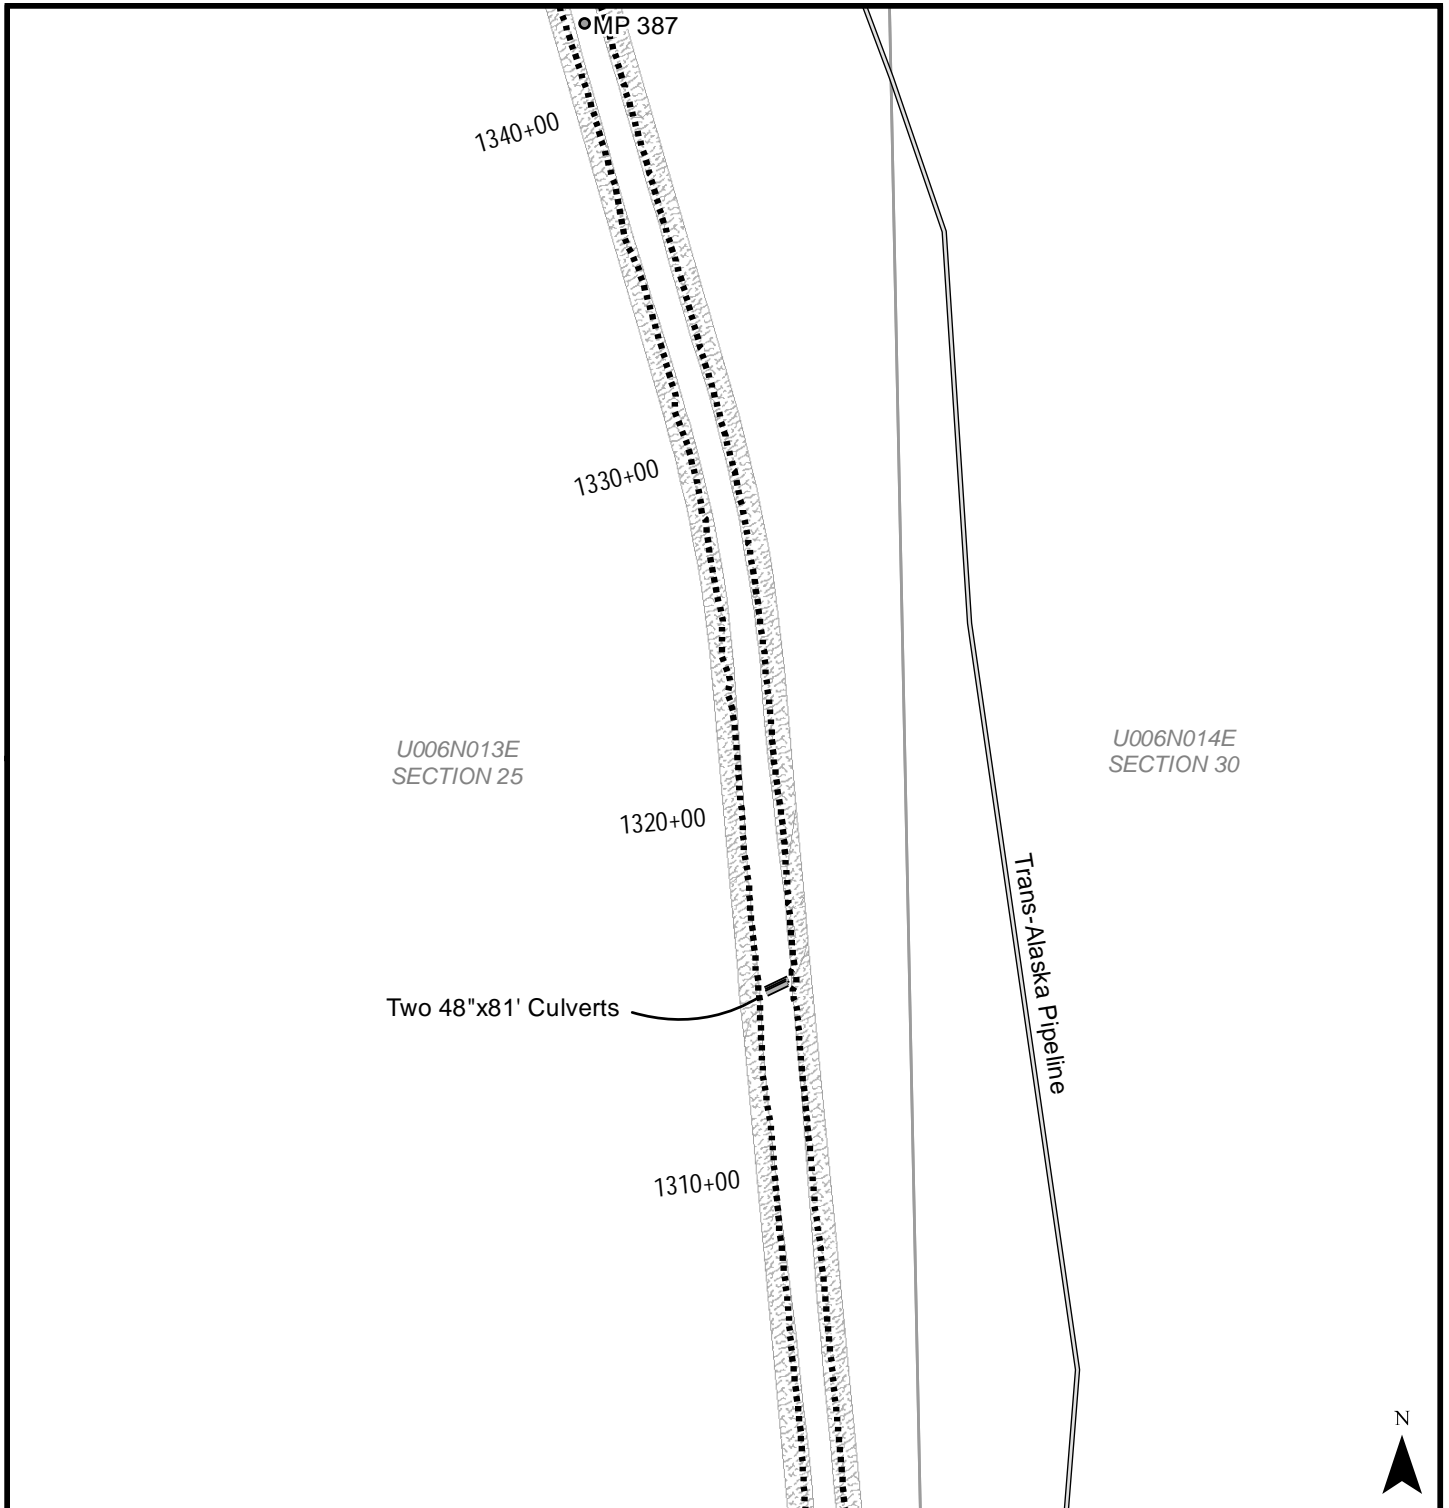 MP 387
1340+00
1330+00
U006N013E
SECTION 25
U006N014E
SECTION 30
1320+00
Trans-Alaska Pipeline
Two 48"x81' Culverts
1310+00
N